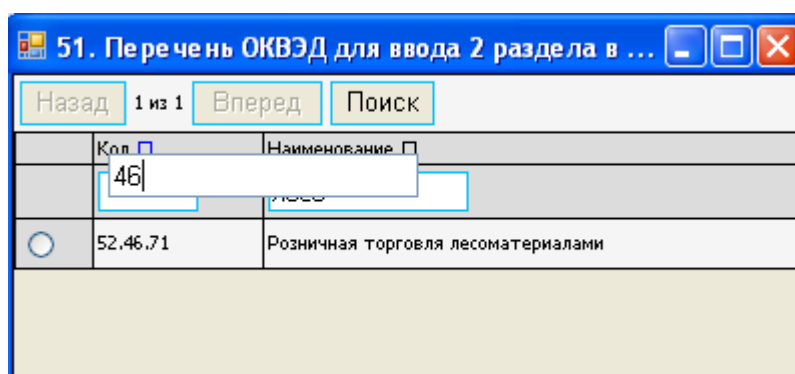 51. Перечень ОКВЭД для ввода 2 раздела в ...
Назад 1 из 1 Вперед Поиск
Код Наименование
46
52.46.71 Розничная торговля лесоматериалами